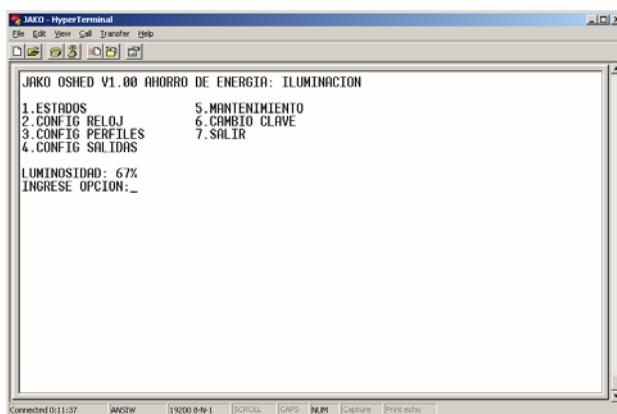 JAKO - HyperTerminal
File Edit View Call Transfer Help
JAKO OSHED V1.00 AHORRO DE ENERGIA: ILUMINACION
1.ESTADOS 5.MANTENIMIENTO
2.CONFIG RELOJ 6.CAMBIO CLAVE
3.CONFIG PERFILES 7.SALIR
4.CONFIG SALIDAS
LUMINOSIDAD: 67%
INGRESE OPCION:_
Connected 0:11:37 ANSIW 19200 8-N-1 SCROLL CAPS NUM Capture Print echo